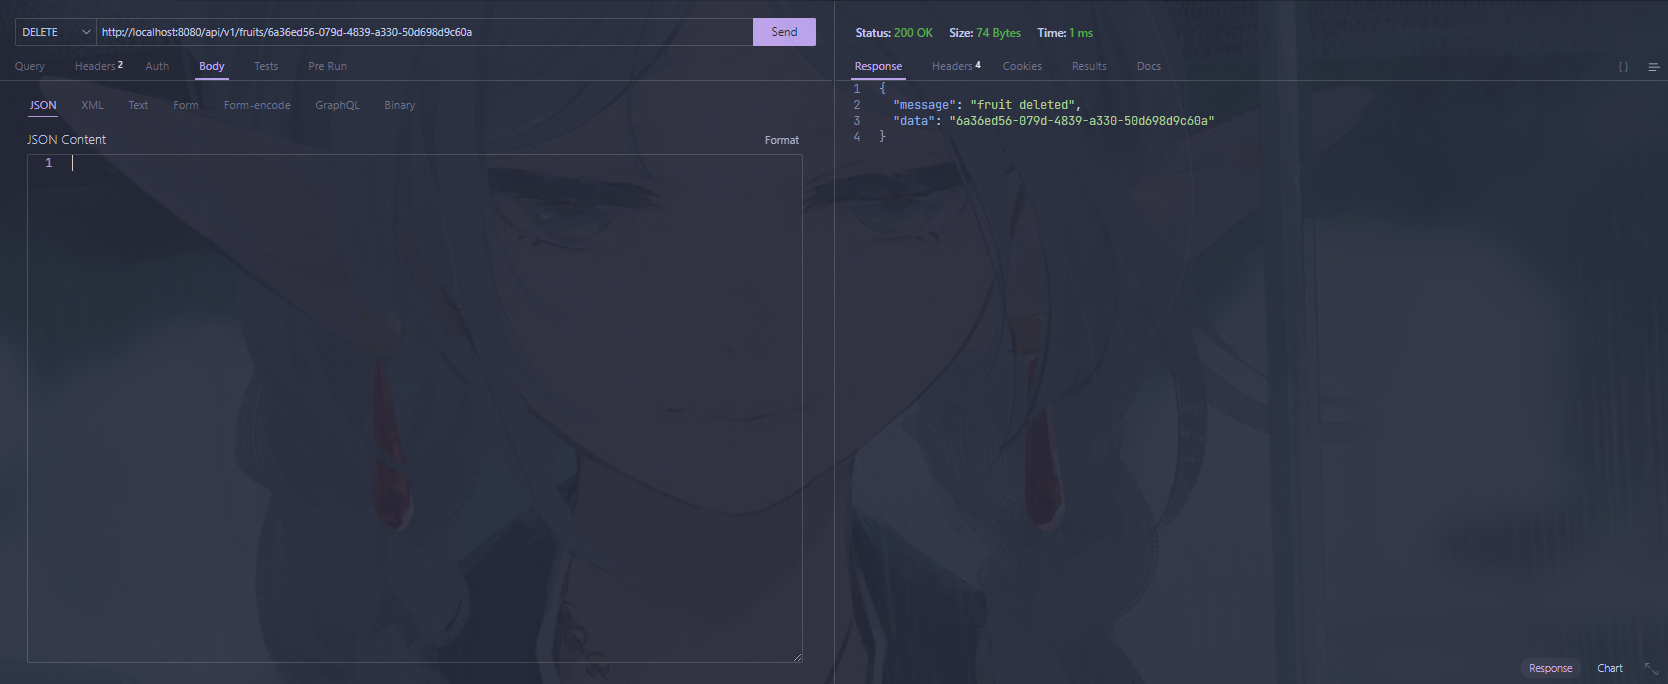 DELETE http://localhost:8080/api/v1/fruits/6a36ed56-079d-4839-a330-50d698d9c60a Send
Query Headers 2 Auth Body Tests Pre Run
JSON XML Text Form Form-encode GraphQL Binary
JSON Content Format
1
Status: 200 OK Size: 74 Bytes Time: 1 ms
Response Headers 4 Cookies Results Docs { }
1 {
2 "message": "fruit deleted",
3 "data": "6a36ed56-079d-4839-a330-50d698d9c60a"
4 }
Response Chart